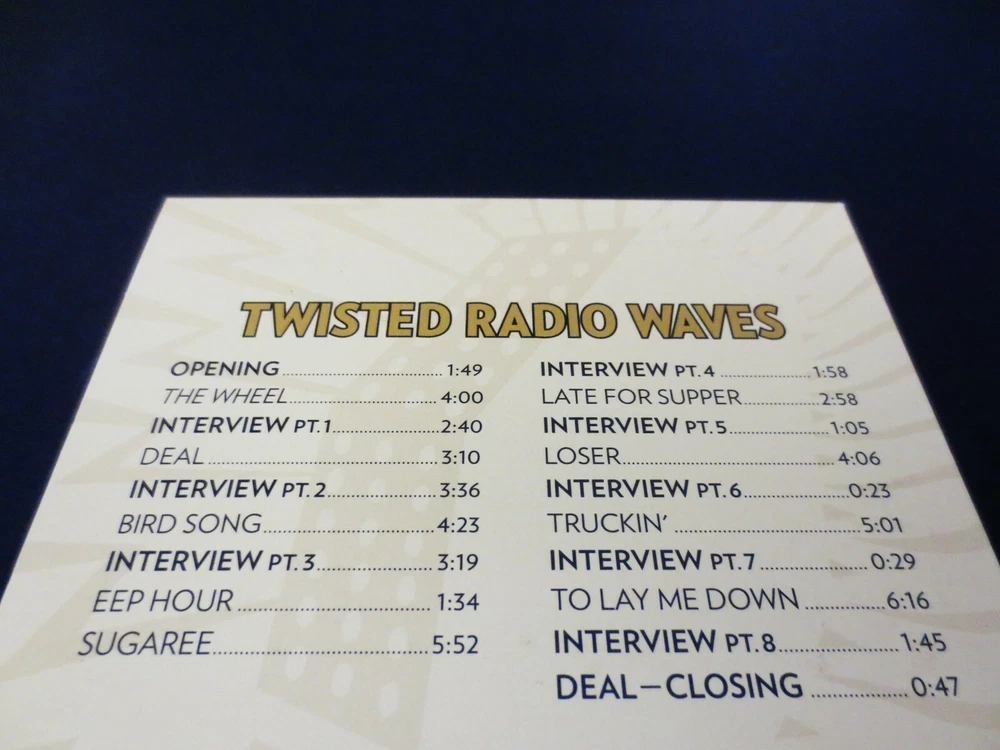 TWISTED RADIO WAVES
OPENING 1:49
THE WHEEL 4:00
INTERVIEW PT.1 2:40
DEAL 3:10
INTERVIEW PT.2 3:36
BIRD SONG 4:23
INTERVIEW PT.3 3:19
EEP HOUR 1:34
SUGAREE 5:52
INTERVIEW PT.4 1:58
LATE FOR SUPPER 2:58
INTERVIEW PT.5 1:05
LOSER 4:06
INTERVIEW PT.6 0:23
TRUCKIN' 5:01
INTERVIEW PT.7 0:29
TO LAY ME DOWN 6:16
INTERVIEW PT.8 1:45
DEAL–CLOSING 0:47